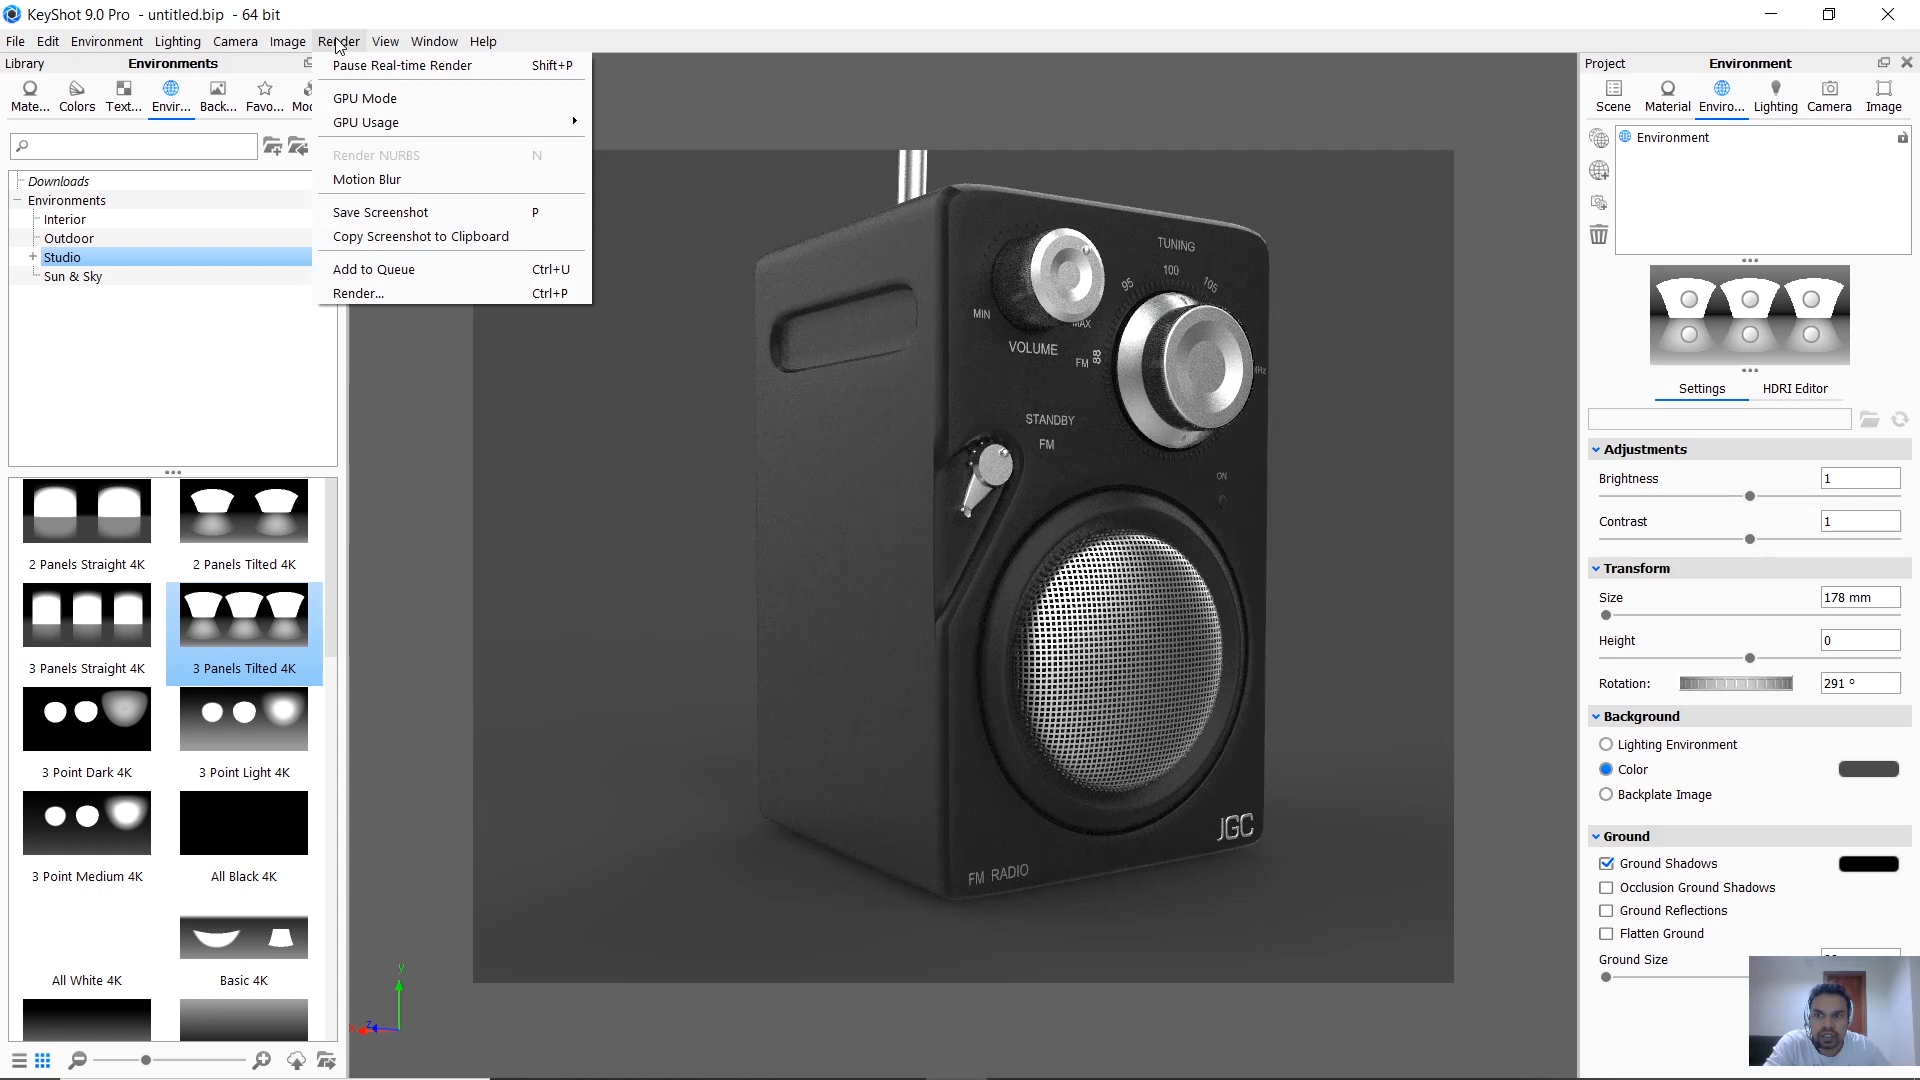 KeyShot 9.0 Pro - untitled.bip - 64 bit
File Edit Environment Lighting Camera Image Render View Window Help
Library Environments
Mate... Colors Text... Envir... Back... Favo...
Downloads
Environments
Interior
Outdoor
Studio
Sun & Sky
2 Panels Straight 4K 2 Panels Tilted 4K
3 Panels Straight 4K 3 Panels Tilted 4K
3 Point Dark 4K 3 Point Light 4K
3 Point Medium 4K All Black 4K
All White 4K Basic 4K
Pause Real-time Render Shift+P
GPU Mode
GPU Usage
Render NURBS N
Motion Blur
Save Screenshot P
Copy Screenshot to Clipboard
Add to Queue Ctrl+U
Render... Ctrl+P
TUNING
95 100 105
MIN MAX
VOLUME
FM 88
MHz
STANDBY
FM
ON
JGC
FM RADIO
y
z
Project Environment
Scene Material Enviro... Lighting Camera Image
Environment
Settings HDRI Editor
Adjustments
Brightness 1
Contrast 1
Transform
Size 178 mm
Height 0
Rotation: 291 °
Background
Lighting Environment
Color
Backplate Image
Ground
Ground Shadows
Occlusion Ground Shadows
Ground Reflections
Flatten Ground
Ground Size